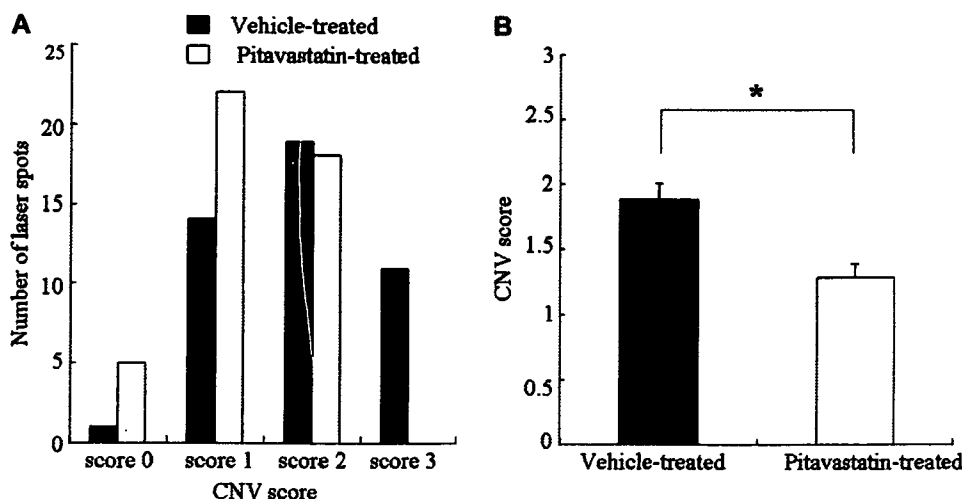 A
Vehicle-treated
Pitavastatin-treated
Number of laser spots
25
20
15
10
5
0
score 0 score 1 score 2 score 3
CNV score
B
*
CNV score
3
2.5
2
1.5
1
0.5
0
Vehicle-treated Pitavastatin-treated